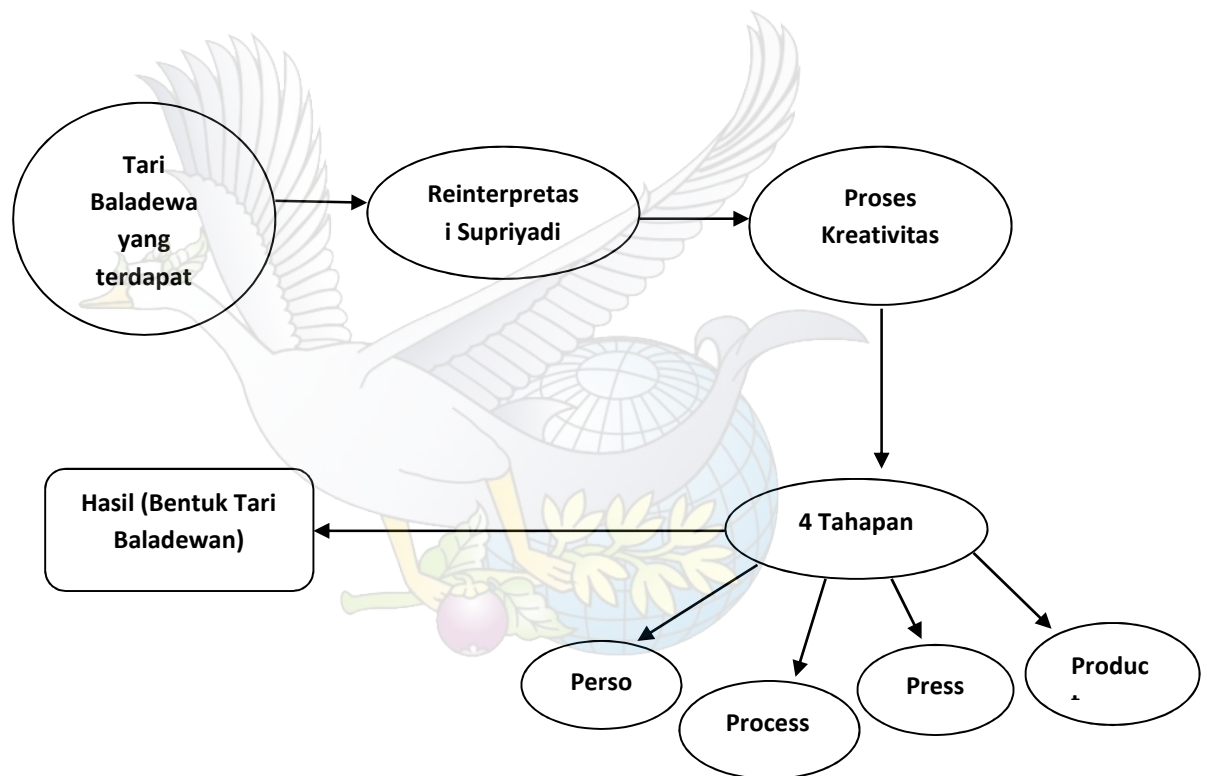 Tari
Baladewa
yang
terdapat
Reinterpretas
i Supriyadi
Proses
Kreativitas
Hasil (Bentuk Tari
Baladewan)
4 Tahapan
Perso
Process
Press
Produc